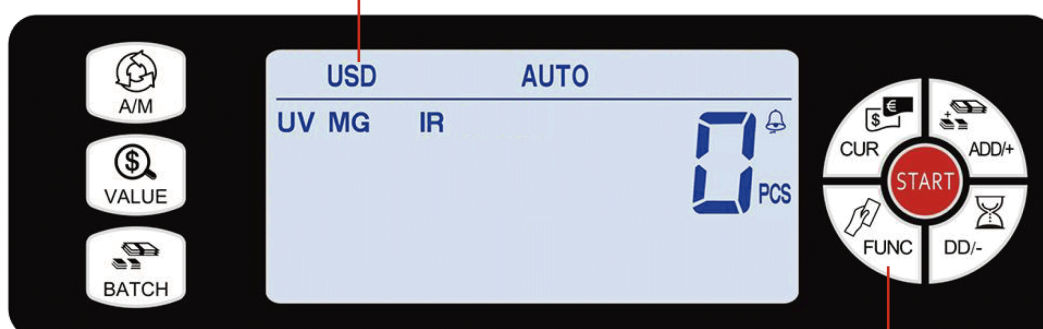 A/M
VALUE
BATCH
USD AUTO
UV MG IR
0
PCS
CUR
ADD/+
START
FUNC
DD/-